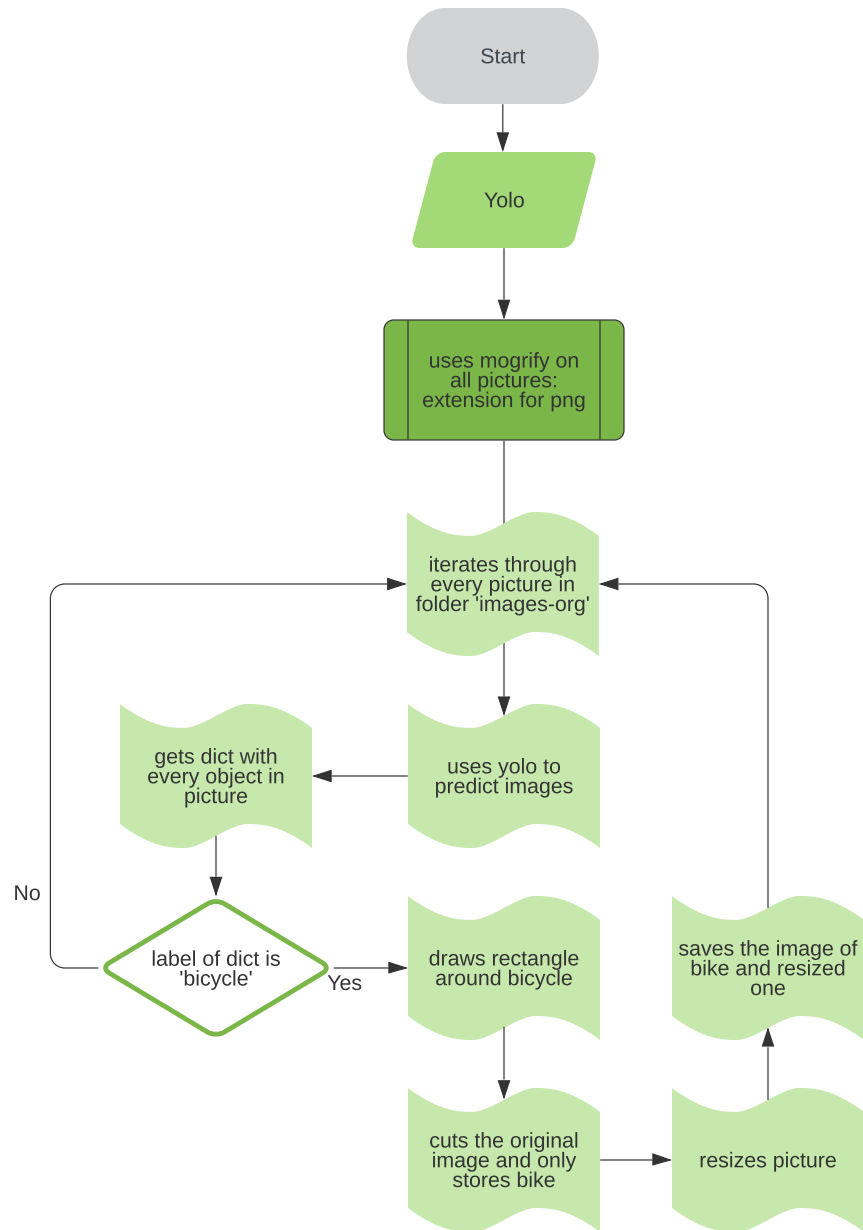 Start
Yolo
uses mogrify on
all pictures:
extension for png
iterates through
every picture in
folder 'images-org'
uses yolo to
predict images
gets dict with
every object in
picture
No
label of dict is
'bicycle'
Yes
draws rectangle
around bicycle
cuts the original
image and only
stores bike
resizes picture
saves the image of
bike and resized
one